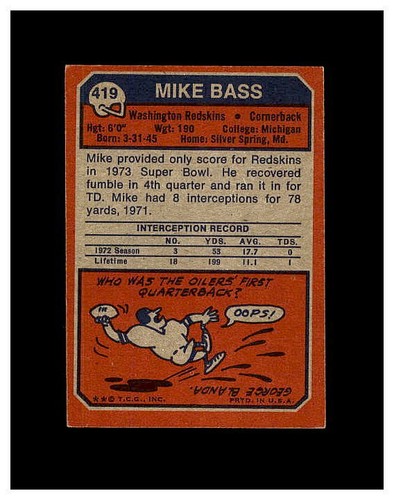 419
MIKE BASS
Washington Redskins • Cornerback
Hgt: 6'0" Wgt: 190 College: Michigan
Born: 3-31-45 Home: Silver Spring, Md.
Mike provided only score for Redskins
in 1973 Super Bowl. He recovered
fumble in 4th quarter and ran it in for
TD. Mike had 8 interceptions for 78
yards, 1971.
INTERCEPTION RECORD
NO. YDS. AVG. TDS.
1972 Season 3 53 17.7 0
Lifetime 18 199 11.1 1
WHO WAS THE OILERS' FIRST
QUARTERBACK?
OOPS!
GEORGE BLANDA.
**© T.C.G., INC. PRTD. IN U.S.A.